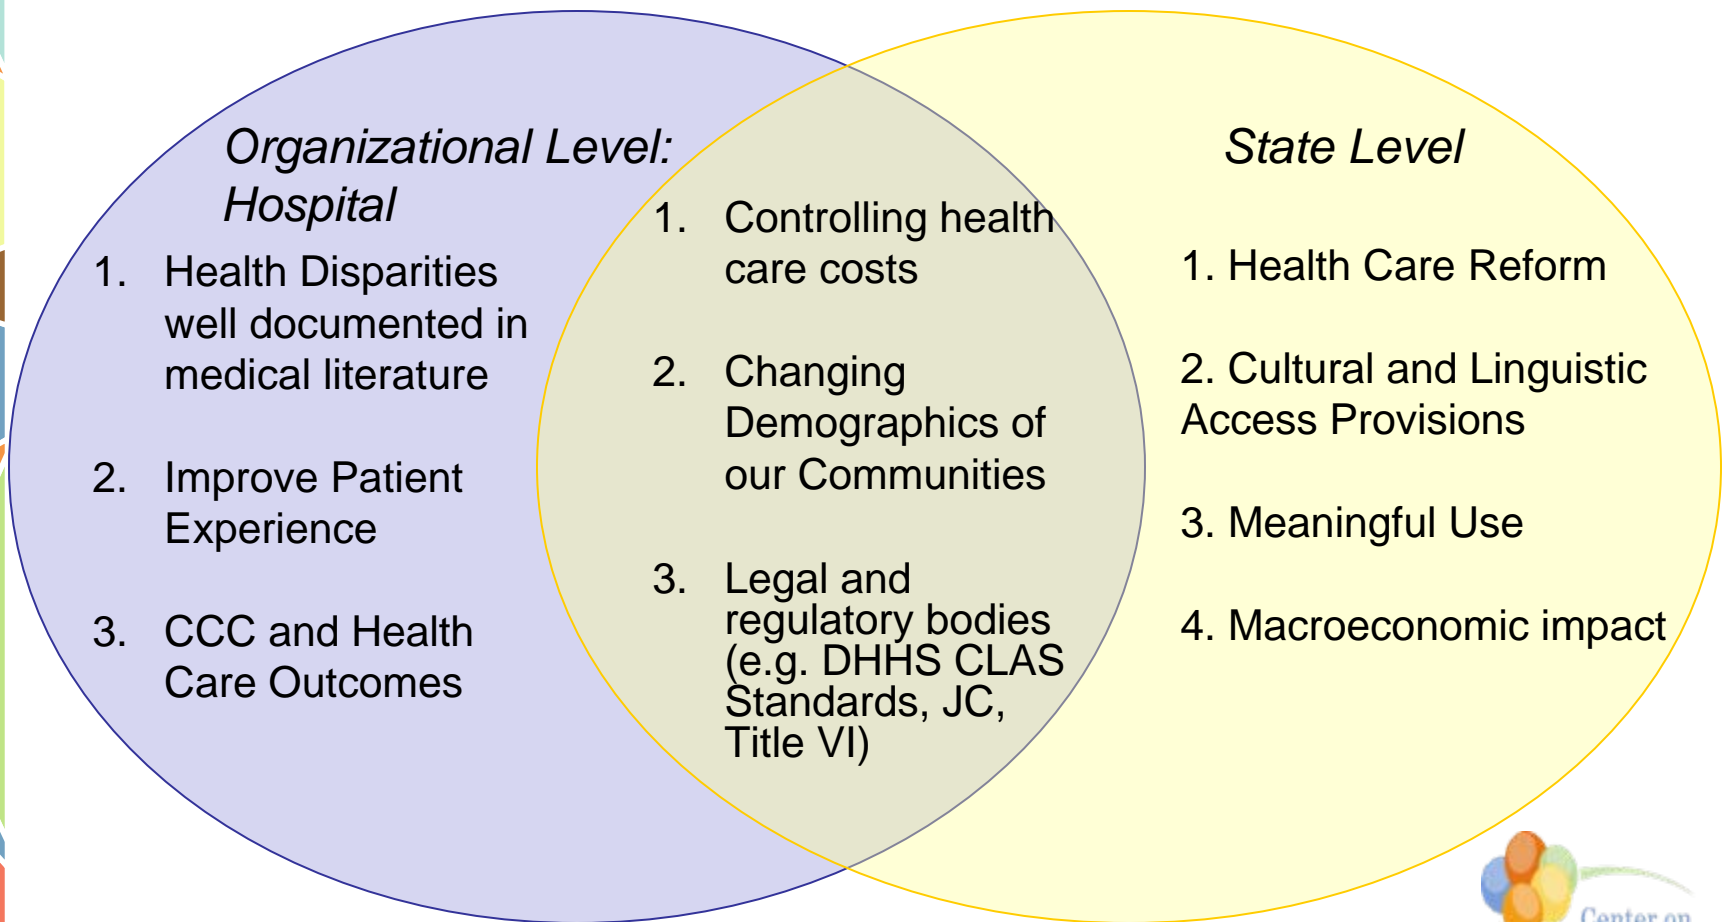 Organizational Level:
Hospital
1. Health Disparities
well documented in
medical literature
2. Improve Patient
Experience
3. CCC and Health
Care Outcomes
1. Controlling health
care costs
2. Changing
Demographics of
our Communities
3. Legal and
regulatory bodies
(e.g. DHHS CLAS
Standards, JC,
Title VI)
State Level
1. Health Care Reform
2. Cultural and Linguistic
Access Provisions
3. Meaningful Use
4. Macroeconomic impact
Center on